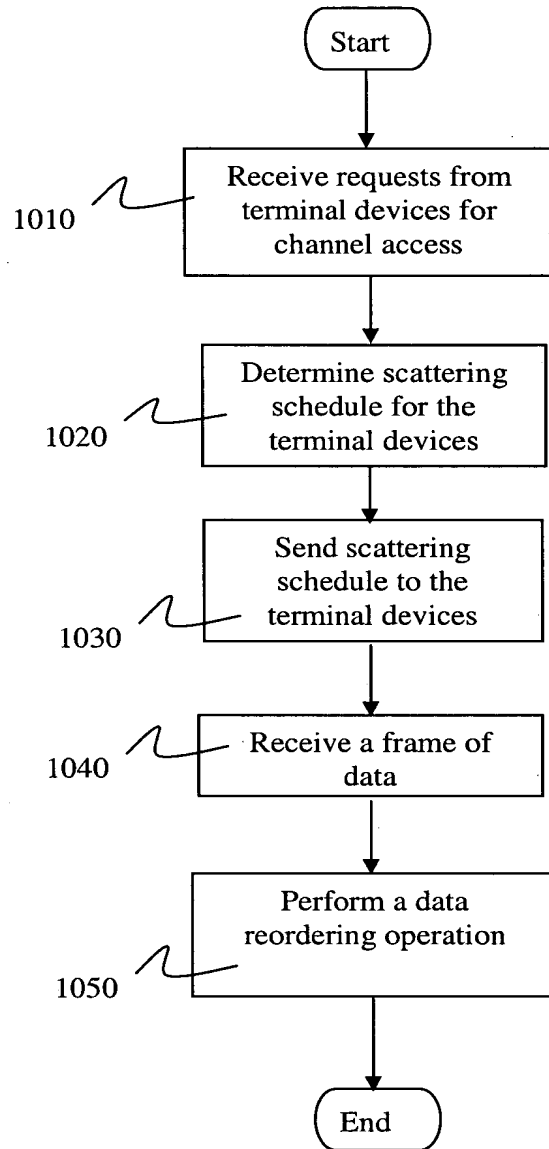 Start
Receive requests from
terminal devices for
channel access
1010
Determine scattering
schedule for the
terminal devices
1020
Send scattering
schedule to the
terminal devices
1030
Receive a frame of
data
1040
Perform a data
reordering operation
1050
End